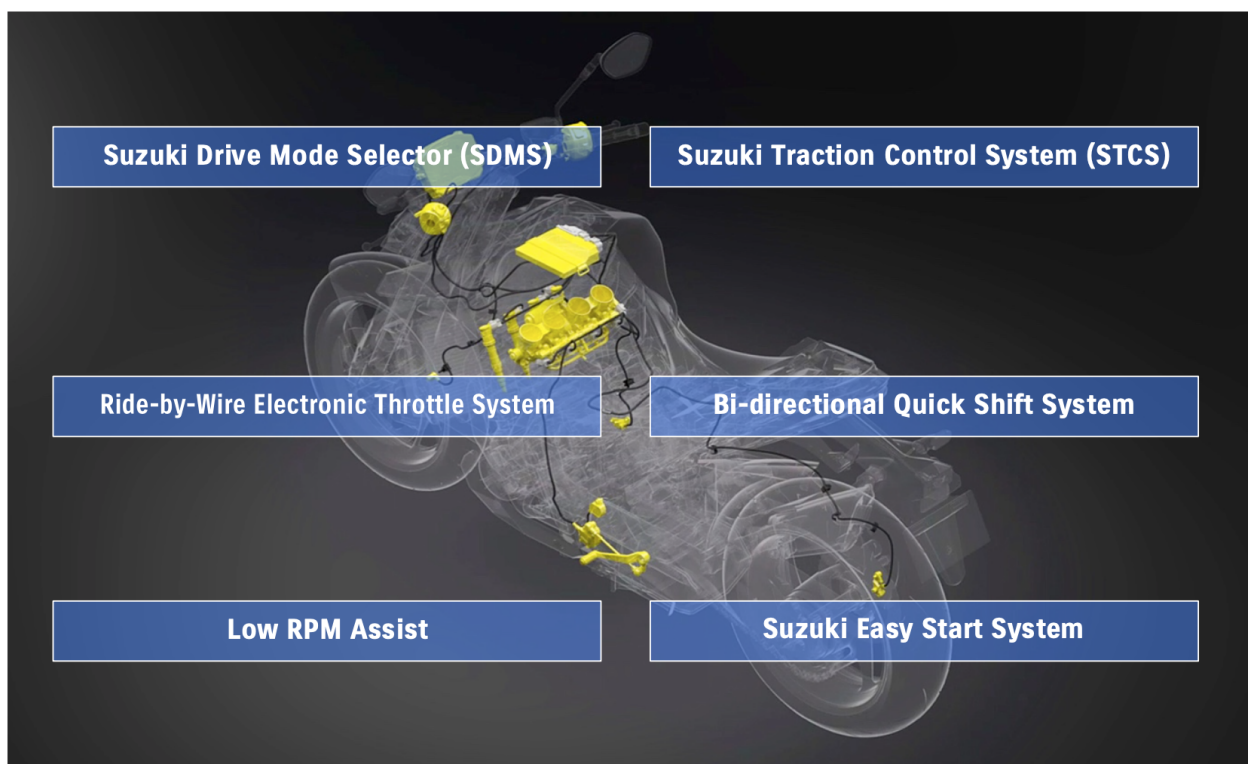 Suzuki Drive Mode Selector (SDMS)
Suzuki Traction Control System (STCS)
Ride-by-Wire Electronic Throttle System
Bi-directional Quick Shift System
Low RPM Assist
Suzuki Easy Start System